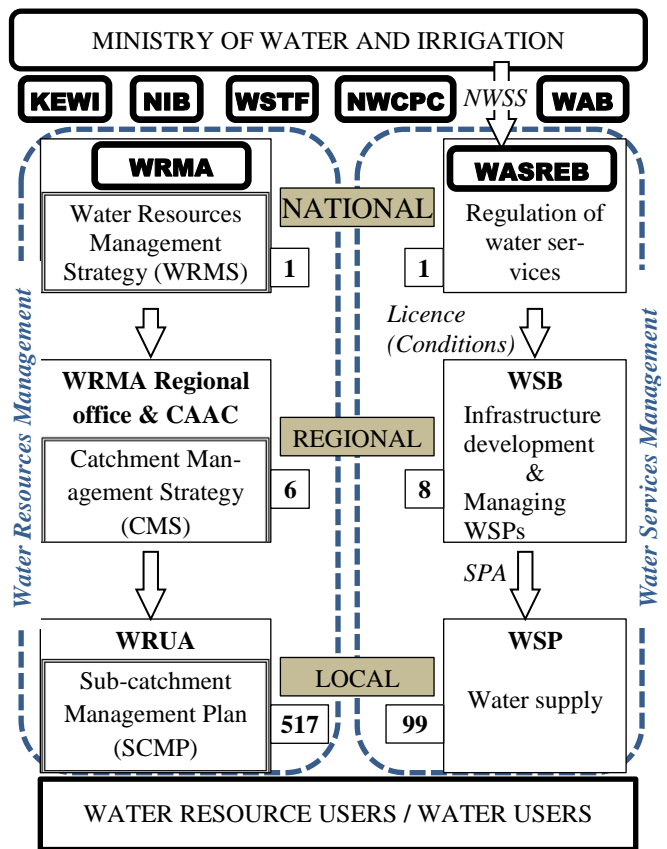 MINISTRY OF WATER AND IRRIGATION
KEWI NIB WSTF NWCPC NWSS WAB
WRMA
Water Resources
Management
Strategy (WRMS)
1
NATIONAL
WASREB
Regulation of
water ser-
vices
1
Licence
(Conditions)
WRMA Regional
office & CAAC
Catchment Man-
agement Strategy
(CMS)
6
REGIONAL
WSB
Infrastructure
development
&
Managing
WSPs
8
SPA
WRUA
Sub-catchment
Management Plan
(SCMP)
517
LOCAL
WSP
Water supply
99
Water Resources Management
Water Services Management
WATER RESOURCE USERS / WATER USERS